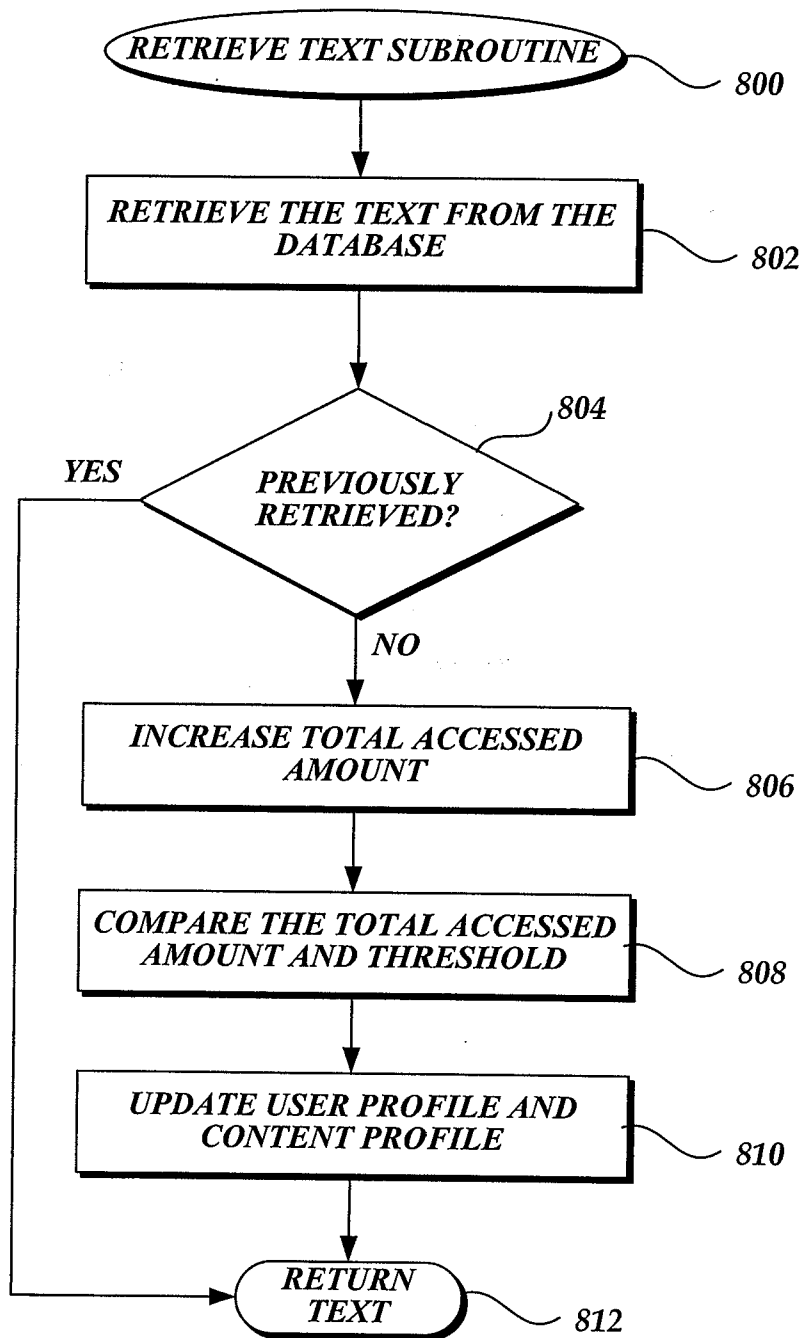 RETRIEVE TEXT SUBROUTINE
800
RETRIEVE THE TEXT FROM THE
DATABASE
802
804
YES
PREVIOUSLY
RETRIEVED?
NO
INCREASE TOTAL ACCESSED
AMOUNT
806
COMPARE THE TOTAL ACCESSED
AMOUNT AND THRESHOLD
808
UPDATE USER PROFILE AND
CONTENT PROFILE
810
RETURN
TEXT
812